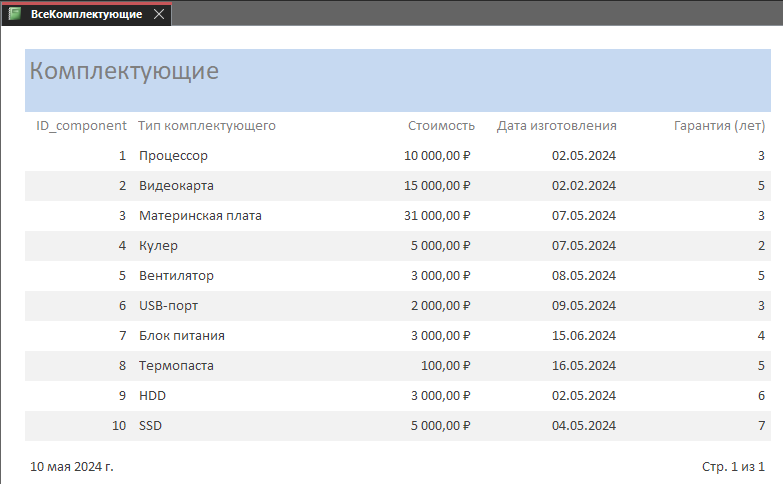 ВсеКомплектующие
Комплектующие
ID_component Тип комплектующего Стоимость Дата изготовления Гарантия (лет)
1 Процессор 10 000,00 ₽ 02.05.2024 3
2 Видеокарта 15 000,00 ₽ 02.02.2024 5
3 Материнская плата 31 000,00 ₽ 07.05.2024 3
4 Кулер 5 000,00 ₽ 07.05.2024 2
5 Вентилятор 3 000,00 ₽ 08.05.2024 5
6 USB-порт 2 000,00 ₽ 09.05.2024 3
7 Блок питания 3 000,00 ₽ 15.06.2024 4
8 Термопаста 100,00 ₽ 16.05.2024 5
9 HDD 3 000,00 ₽ 02.05.2024 6
10 SSD 5 000,00 ₽ 04.05.2024 7
10 мая 2024 г. Стр. 1 из 1